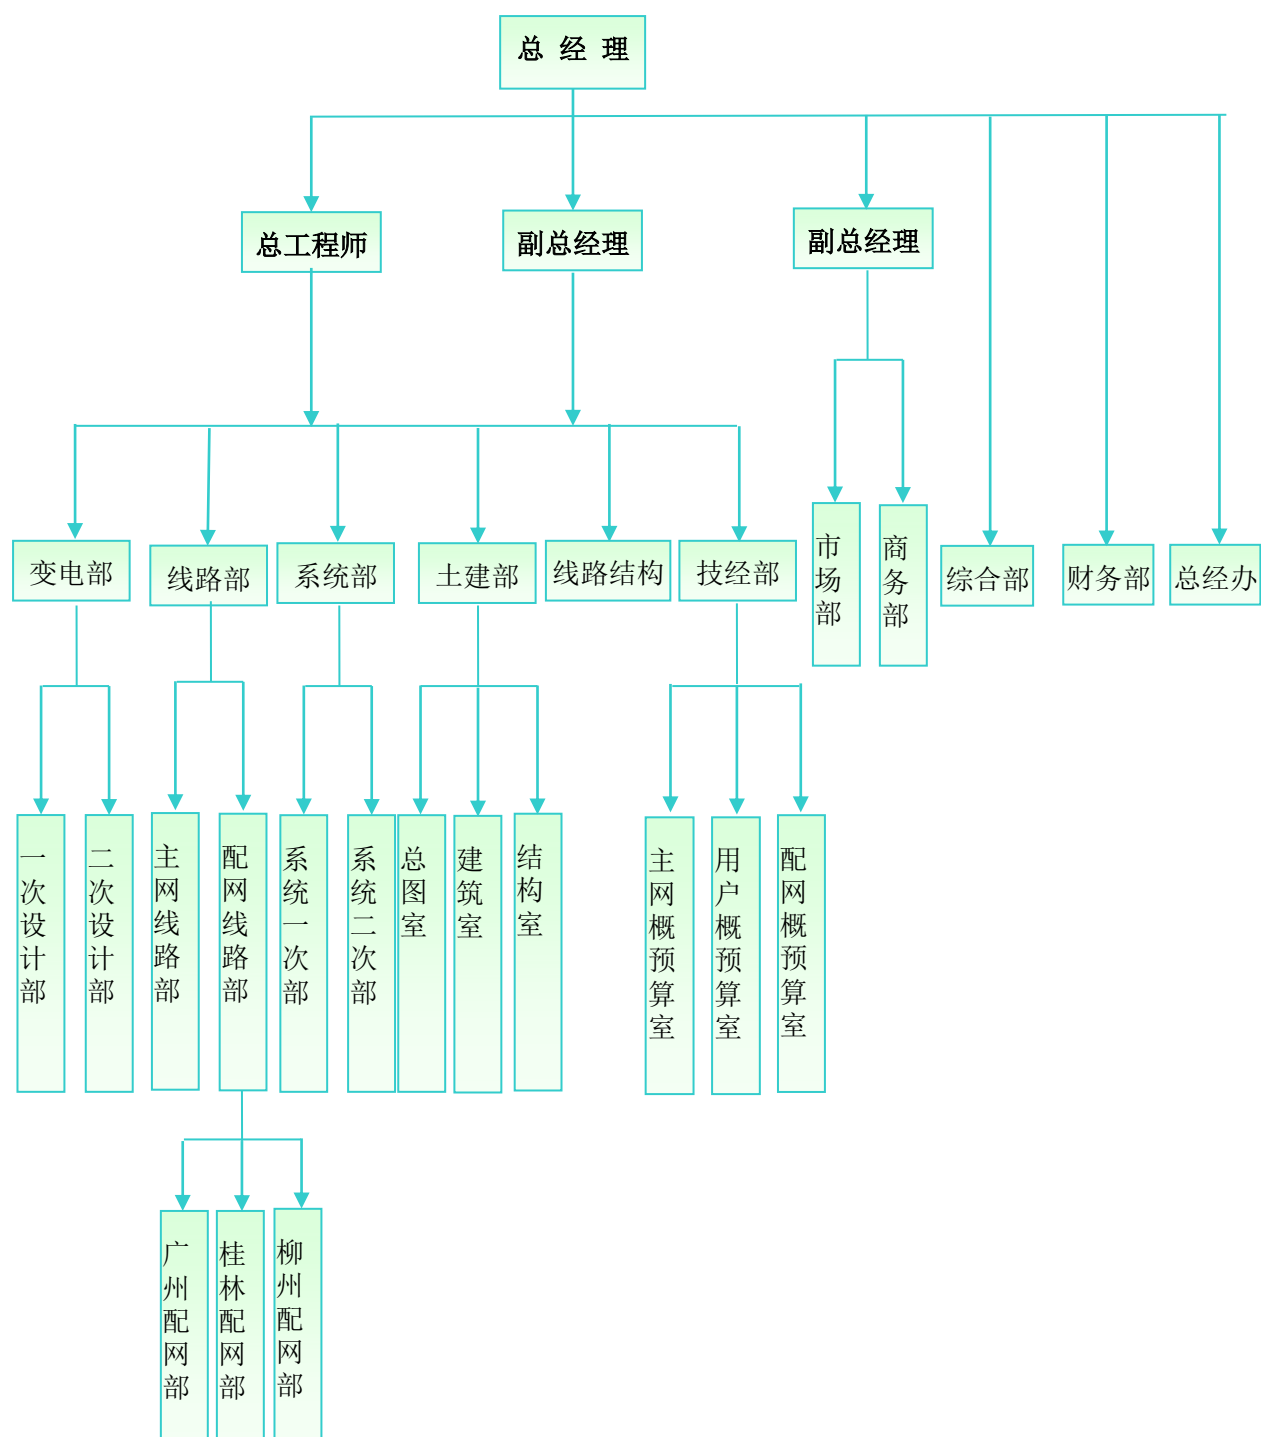 总 经 理
总工程师
副总经理
副总经理
变电部
线路部
系统部
土建部
线路结构
技经部
市场部
商务部
综合部
财务部
总经办
一次设计部
二次设计部
主网线路部
配网线路部
系统一次部
系统二次部
总图室
建筑室
结构室
主网概预算室
用户概预算室
配网概预算室
广州配网部
桂林配网部
柳州配网部